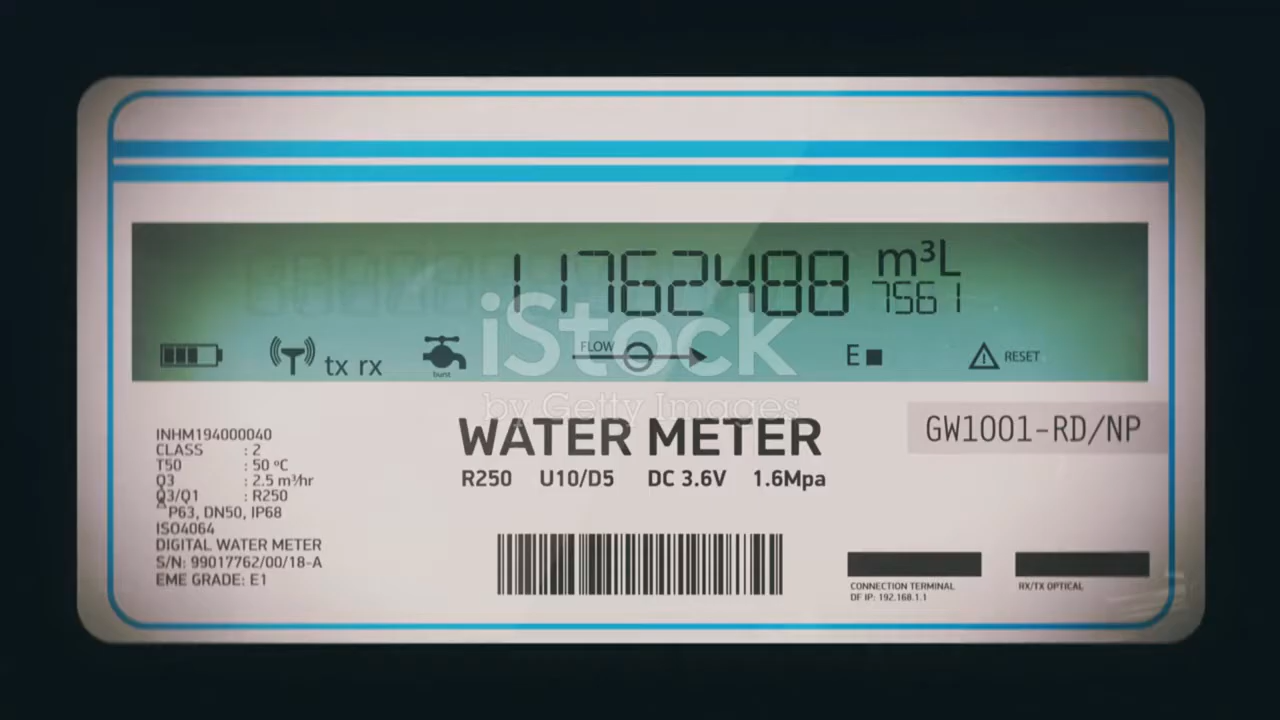 11762488 m³L
7561
tx rx
burst
FLOW
E
RESET
iStock
by Getty Images
WATER METER
R250 U10/D5 DC 3.6V 1.6Mpa
GW1001-RD/NP
INHM194000040
CLASS : 2
T50 : 50 ºC
Q3 : 2.5 m³/hr
Q3/Q1 : R250
P63, DN50, IP68
ISO4064
DIGITAL WATER METER
S/N: 99017762/00/18-A
EME GRADE: E1
CONNECTION TERMINAL
DF IP: 192.168.1.1
RX/TX OPTICAL